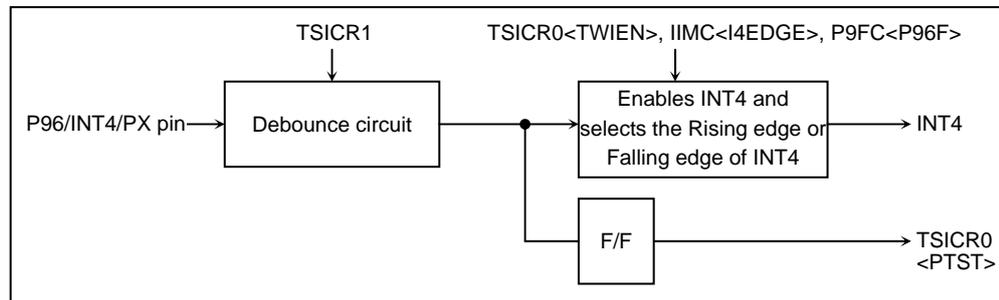 TSICR1
TSICR0<TWIEN>, IIMC<I4EDGE>, P9FC<P96F>
P96/INT4/PX pin
Debounce circuit
Enables INT4 and
selects the Rising edge or
Falling edge of INT4
INT4
F/F
TSICR0
<PTST>